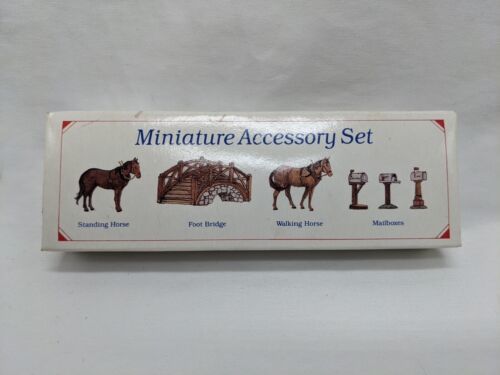 Miniature Accessory Set
Standing Horse Foot Bridge Walking Horse Mailboxes